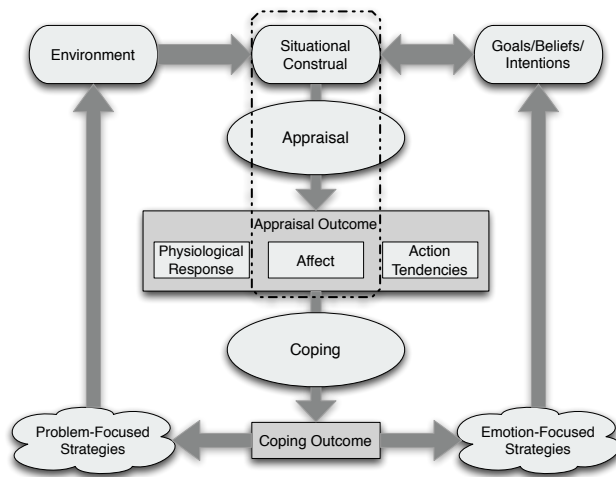 Environment
Situational
Construal
Goals/Beliefs/
Intentions
Appraisal
Appraisal Outcome
Physiological
Response
Affect
Action
Tendencies
Coping
Problem-Focused
Strategies
Coping Outcome
Emotion-Focused
Strategies